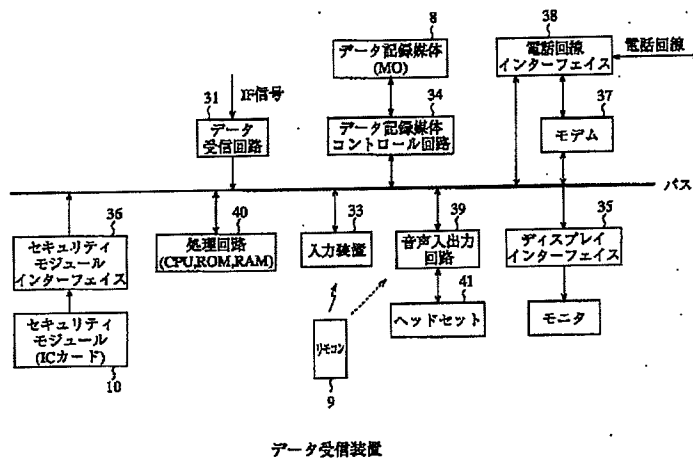 8
データ記録媒体
(MO)
38
電話回線
インターフェイス
電話回線
IF信号
31
データ
受信回路
34
データ記録媒体
コントロール回路
37
モデム
バス
36
セキュリティ
モジュール
インターフェイス
40
処理回路
(CPU,ROM,RAM)
33
入力装置
39
音声入出力
回路
35
ディスプレイ
インターフェイス
41
ヘッドセット
モニタ
セキュリティ
モジュール
(ICカード)
10
リモコン
9
データ受信装置